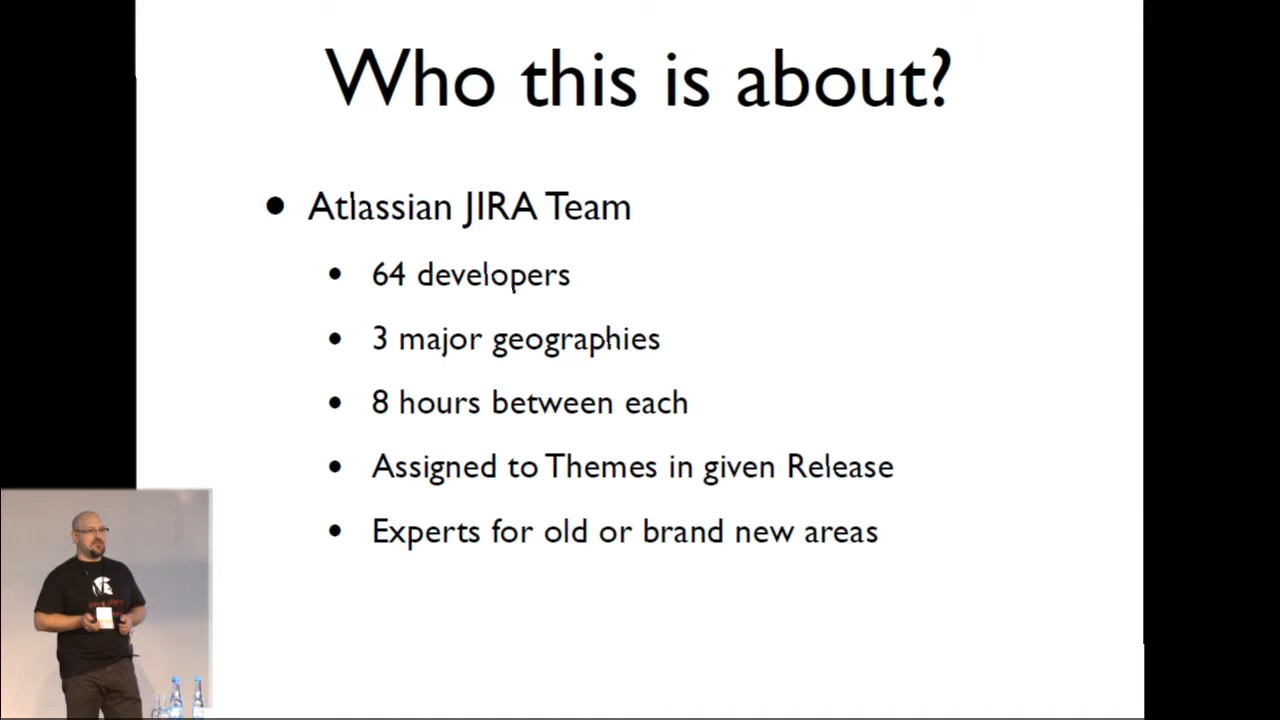 Who this is about?
• Atlassian JIRA Team
• 64 developers
• 3 major geographies
• 8 hours between each
• Assigned to Themes in given Release
• Experts for old or brand new areas